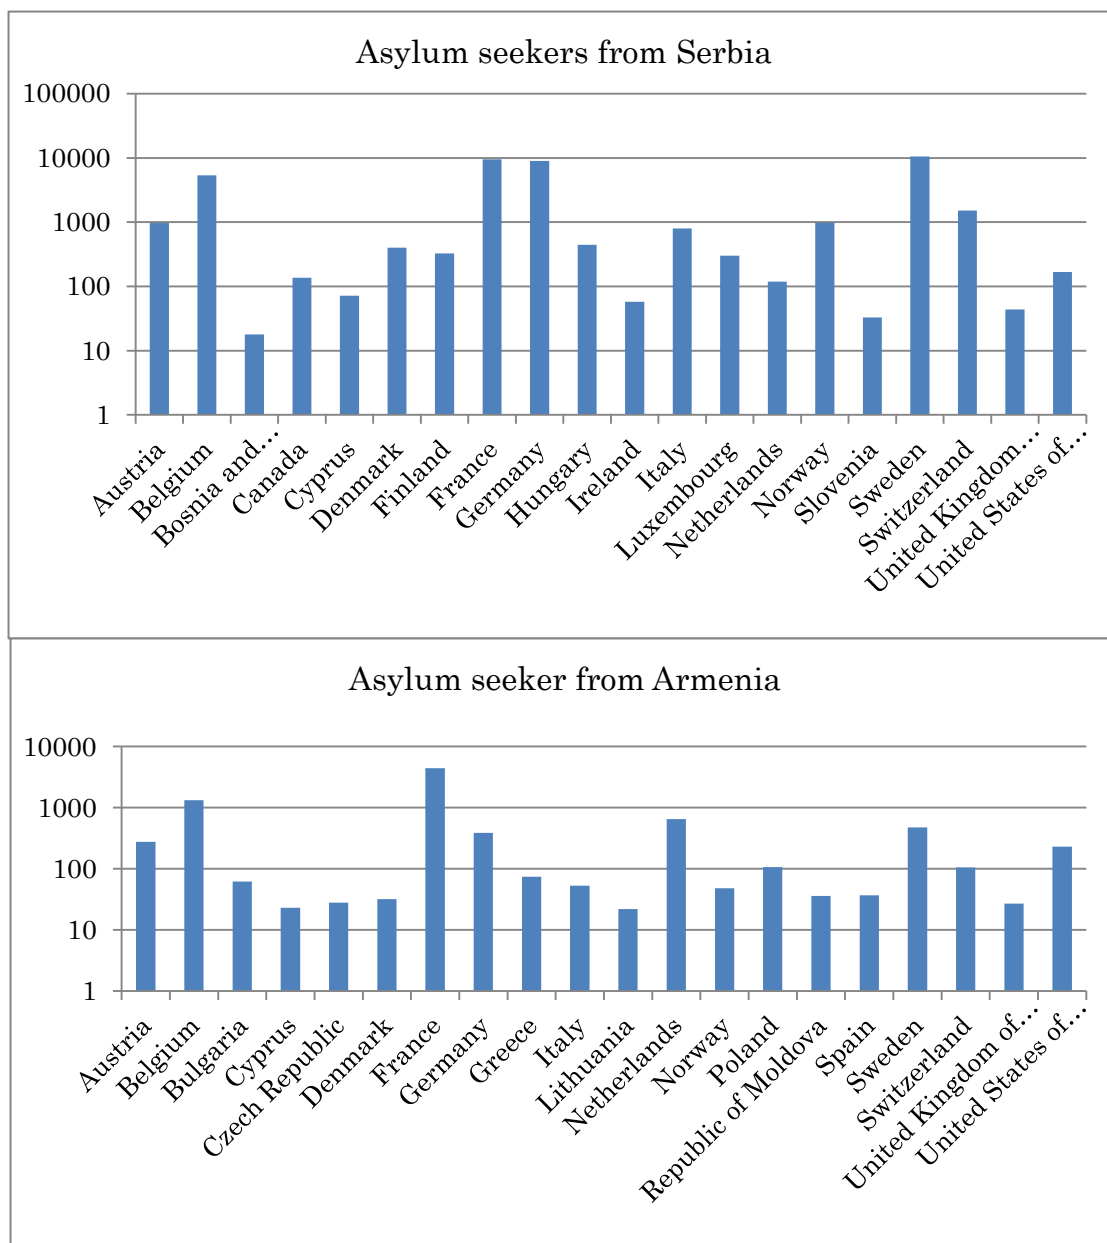 Asylum seekers from Serbia
100000
10000
1000
100
10
1
Austria
Belgium
Bosnia and…
Canada
Cyprus
Denmark
Finland
France
Germany
Hungary
Ireland
Italy
Luxembourg
Netherlands
Norway
Slovenia
Sweden
Switzerland
United Kingdom…
United States of…
Asylum seeker from Armenia
10000
1000
100
10
1
Austria
Belgium
Bulgaria
Cyprus
Czech Republic
Denmark
France
Germany
Greece
Italy
Lithuania
Netherlands
Norway
Poland
Republic of Moldova
Spain
Sweden
Switzerland
United Kingdom of…
United States of…